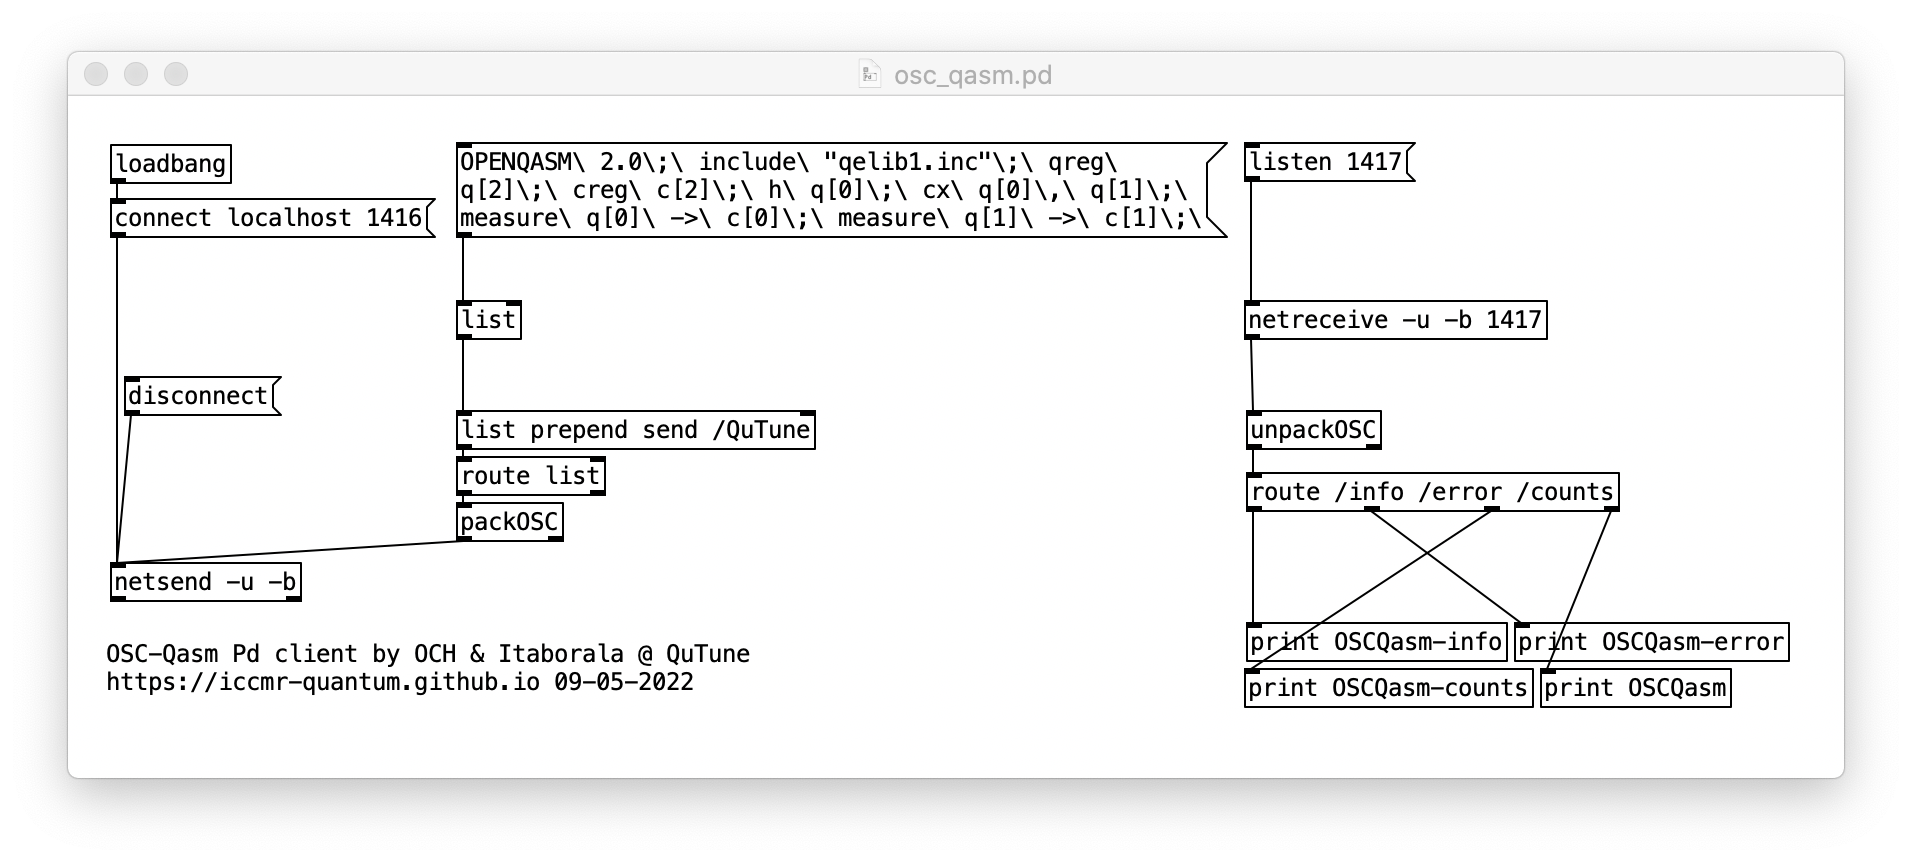 osc_qasm.pd
loadbang
connect localhost 1416
disconnect
netsend -u -b
OPENQASM\ 2.0\;\ include\ "qelib1.inc"\;\ qreg\
q[2]\;\ creg\ c[2]\;\ h\ q[0]\;\ cx\ q[0]\,\ q[1]\;\
measure\ q[0]\ ->\ c[0]\;\ measure\ q[1]\ ->\ c[1]\;\
list
list prepend send /QuTune
route list
packOSC
listen 1417
netreceive -u -b 1417
unpackOSC
route /info /error /counts
print OSCQasm-info
print OSCQasm-error
print OSCQasm-counts
print OSCQasm
OSC-Qasm Pd client by OCH & Itaborala @ QuTune
https://iccmr-quantum.github.io 09-05-2022